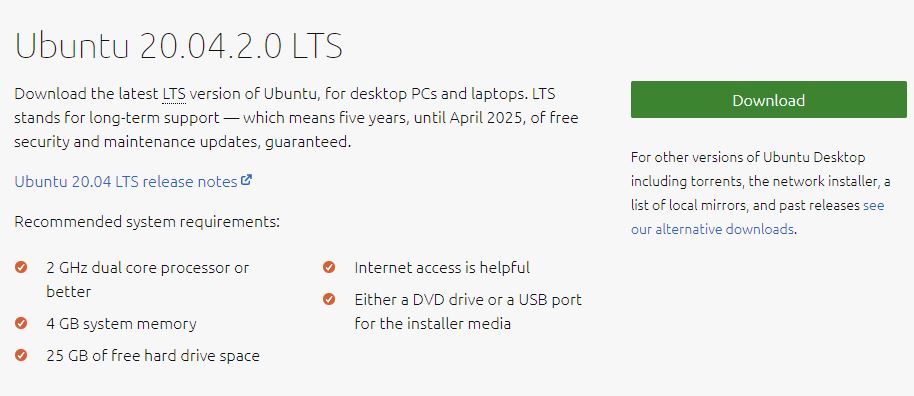 Ubuntu 20.04.2.0 LTS
Download the latest LTS version of Ubuntu, for desktop PCs and laptops. LTS
stands for long-term support — which means five years, until April 2025, of free
security and maintenance updates, guaranteed.
Ubuntu 20.04 LTS release notes
Recommended system requirements:
2 GHz dual core processor or
better
4 GB system memory
25 GB of free hard drive space
Internet access is helpful
Either a DVD drive or a USB port
for the installer media
Download
For other versions of Ubuntu Desktop
including torrents, the network installer, a
list of local mirrors, and past releases see
our alternative downloads.